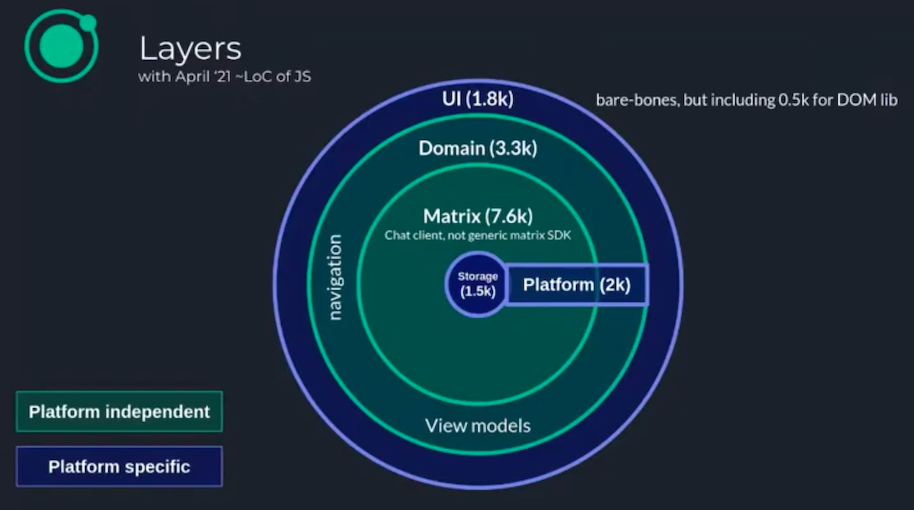 Layers
with April ‘21 ~LoC of JS
UI (1.8k)
bare-bones, but including 0.5k for DOM lib
Domain (3.3k)
Matrix (7.6k)
Chat client, not generic matrix SDK
navigation
Storage
(1.5k)
Platform (2k)
View models
Platform independent
Platform specific